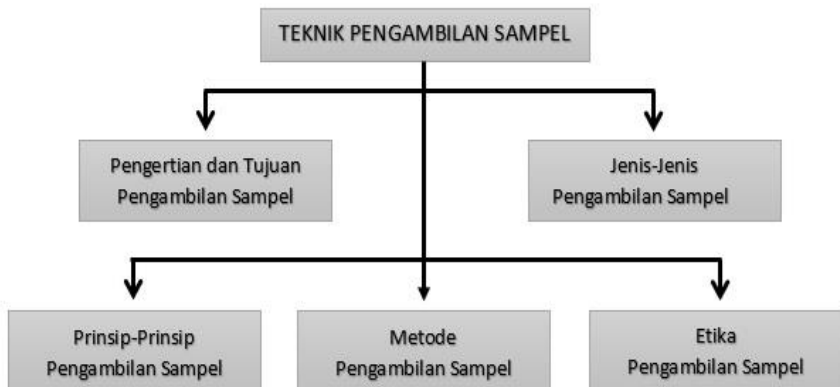 TEKNIK PENGAMBILAN SAMPEL
Pengertian dan Tujuan
Pengambilan Sampel
Jenis-Jenis
Pengambilan Sampel
Prinsip-Prinsip
Pengambilan Sampel
Metode
Pengambilan Sampel
Etika
Pengambilan Sampel